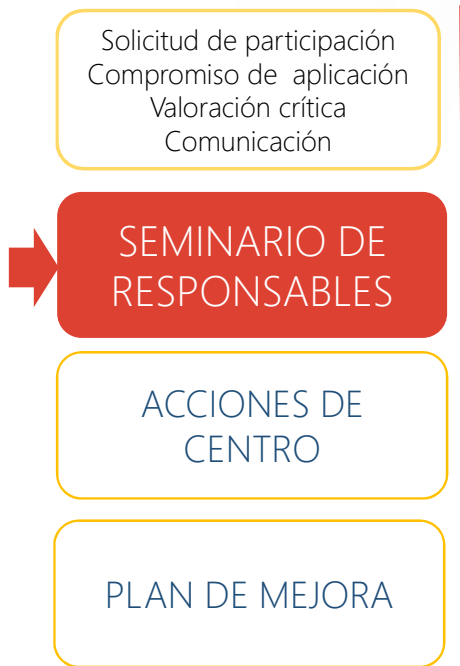 Solicitud de participación
Compromiso de aplicación
Valoración crítica
Comunicación
SEMINARIO DE
RESPONSABLES
ACCIONES DE
CENTRO
PLAN DE MEJORA